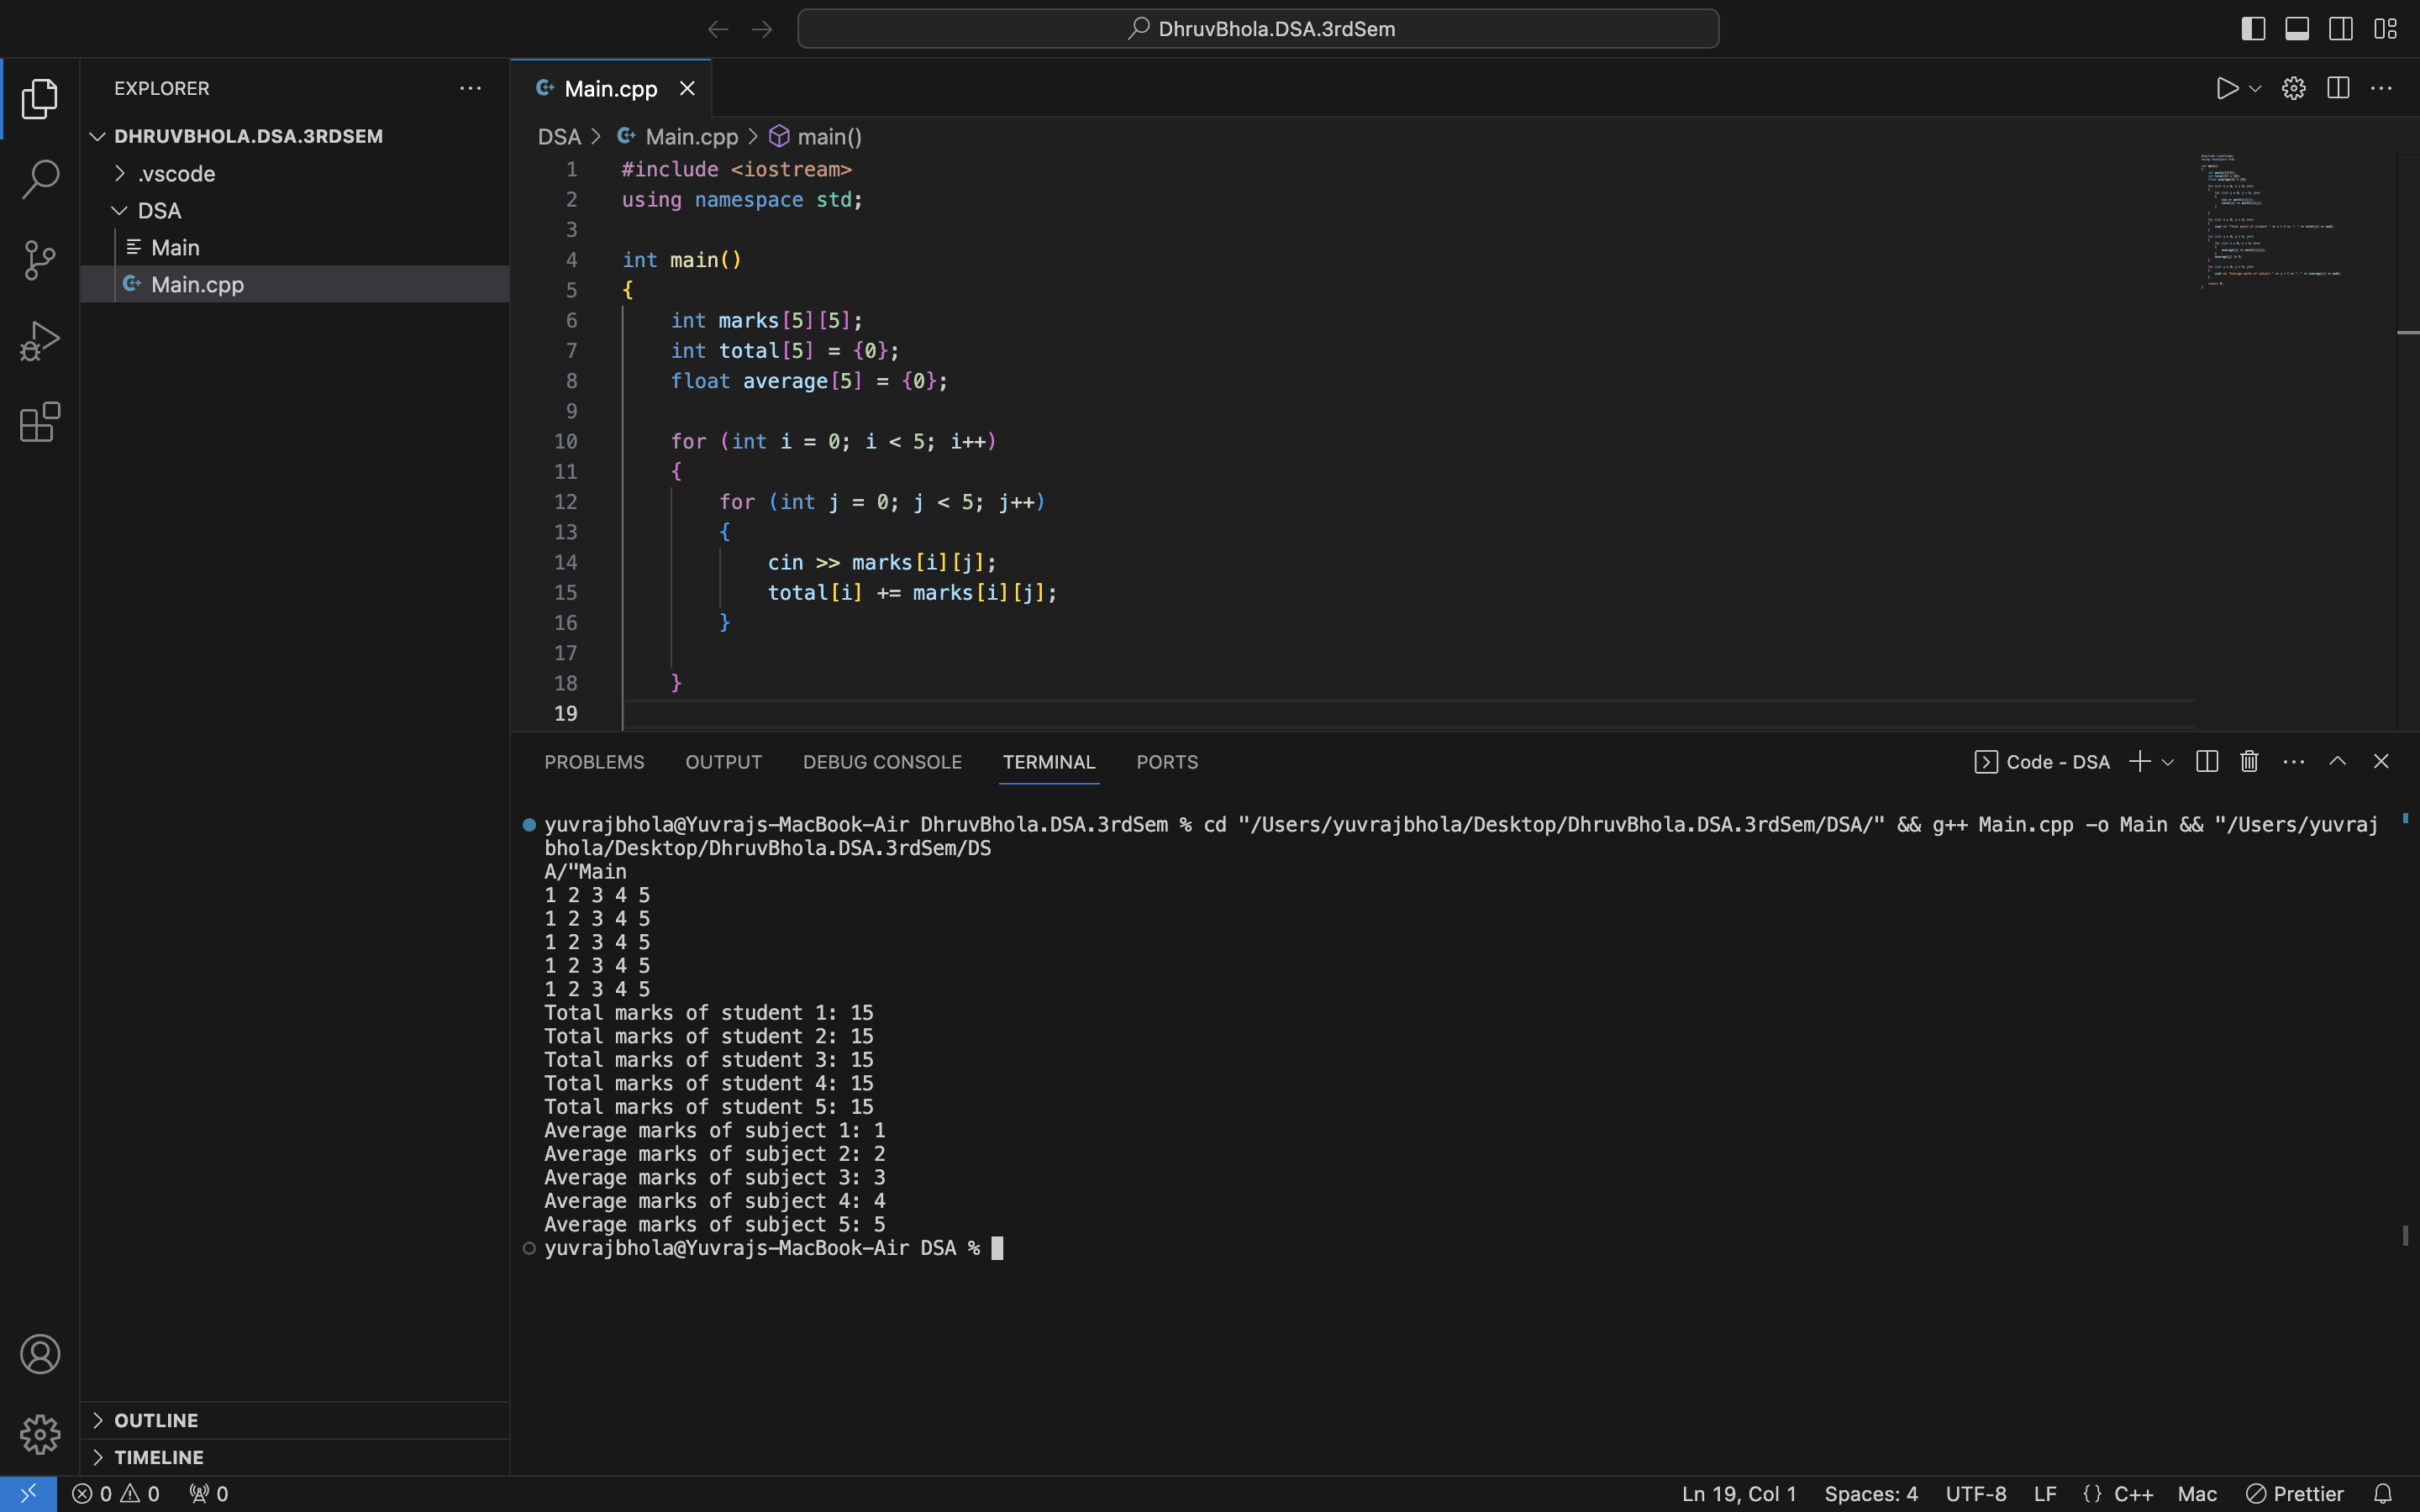 DhruvBhola.DSA.3rdSem
EXPLORER
DHRUVBHOLA.DSA.3RDSEM
.vscode
DSA
Main
Main.cpp
Main.cpp
DSA > Main.cpp > main()
1 #include <iostream>
2 using namespace std;
3
4 int main()
5 {
6 int marks[5][5];
7 int total[5] = {0};
8 float average[5] = {0};
9
10 for (int i = 0; i < 5; i++)
11 {
12 for (int j = 0; j < 5; j++)
13 {
14 cin >> marks[i][j];
15 total[i] += marks[i][j];
16 }
17
18 }
19
PROBLEMS OUTPUT DEBUG CONSOLE TERMINAL PORTS
Code - DSA
yuvrajbhola@Yuvrajs-MacBook-Air DhruvBhola.DSA.3rdSem % cd "/Users/yuvrajbhola/Desktop/DhruvBhola.DSA.3rdSem/DSA/" && g++ Main.cpp -o Main && "/Users/yuvraj
bhola/Desktop/DhruvBhola.DSA.3rdSem/DS
A/"Main
1 2 3 4 5
1 2 3 4 5
1 2 3 4 5
1 2 3 4 5
1 2 3 4 5
Total marks of student 1: 15
Total marks of student 2: 15
Total marks of student 3: 15
Total marks of student 4: 15
Total marks of student 5: 15
Average marks of subject 1: 1
Average marks of subject 2: 2
Average marks of subject 3: 3
Average marks of subject 4: 4
Average marks of subject 5: 5
yuvrajbhola@Yuvrajs-MacBook-Air DSA %
OUTLINE
TIMELINE
0 0 0
Ln 19, Col 1 Spaces: 4 UTF-8 LF {} C++ Mac Prettier